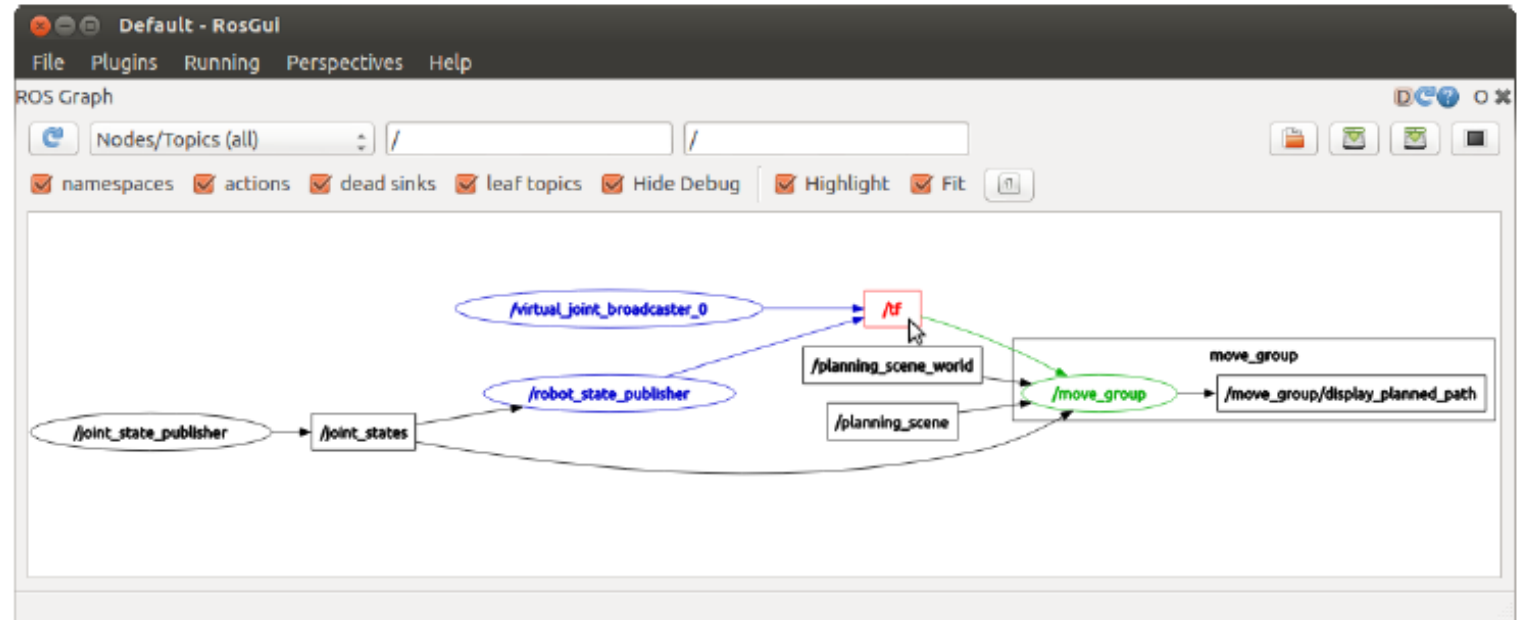 Default - RosGui
File Plugins Running Perspectives Help
ROS Graph
D ? O
Nodes/Topics (all) / /
namespaces actions dead sinks leaf topics Hide Debug Highlight Fit
/virtual_joint_broadcaster_0
/tf
/planning_scene_world
move_group
/robot_state_publisher
/move_group
/move_group/display_planned_path
/planning_scene
/joint_state_publisher
/joint_states